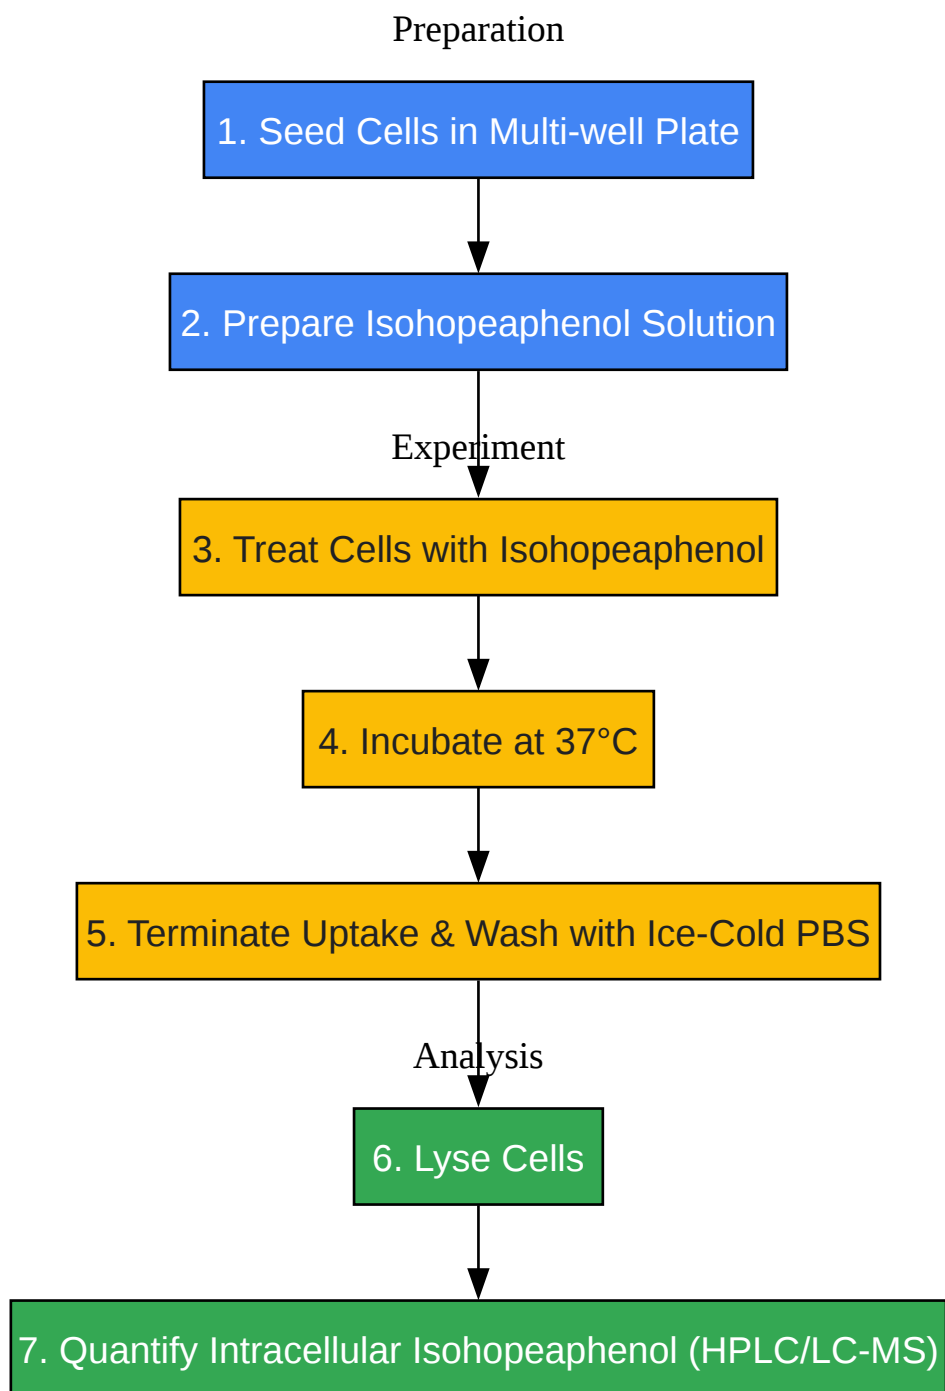 Preparation
1. Seed Cells in Multi-well Plate
2. Prepare Isohopeaphenol Solution
Experiment
3. Treat Cells with Isohopeaphenol
4. Incubate at 37°C
5. Terminate Uptake & Wash with Ice-Cold PBS
Analysis
6. Lyse Cells
7. Quantify Intracellular Isohopeaphenol (HPLC/LC-MS)